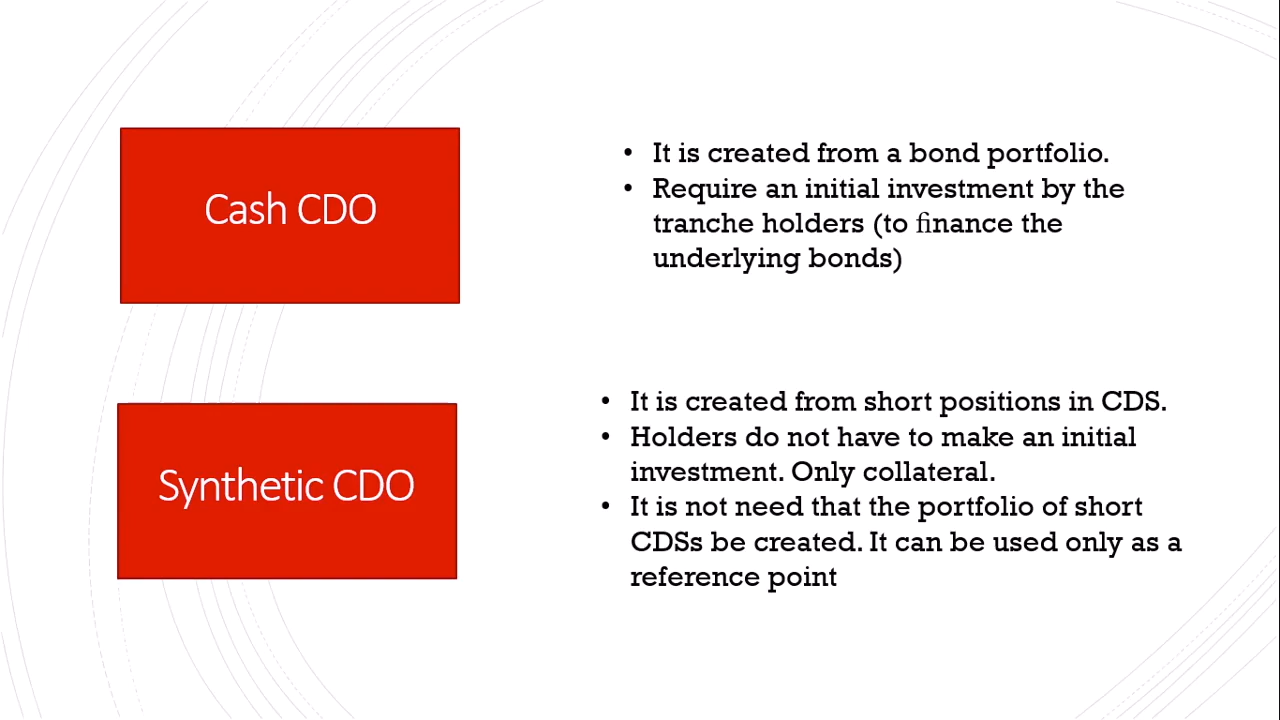 Cash CDO
• It is created from a bond portfolio.
• Require an initial investment by the
tranche holders (to finance the
underlying bonds)
Synthetic CDO
• It is created from short positions in CDS.
• Holders do not have to make an initial
investment. Only collateral.
• It is not need that the portfolio of short
CDSs be created. It can be used only as a
reference point